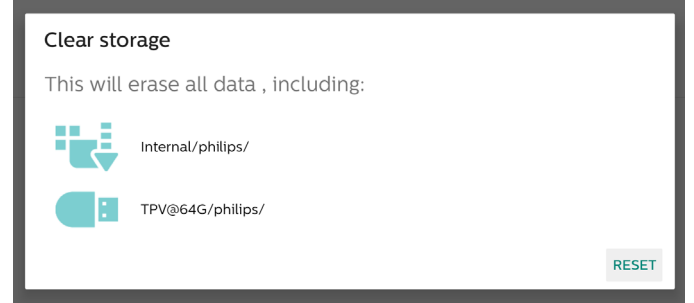 Clear storage
This will erase all data , including:
Internal/philips/
TPV@64G/philips/
RESET